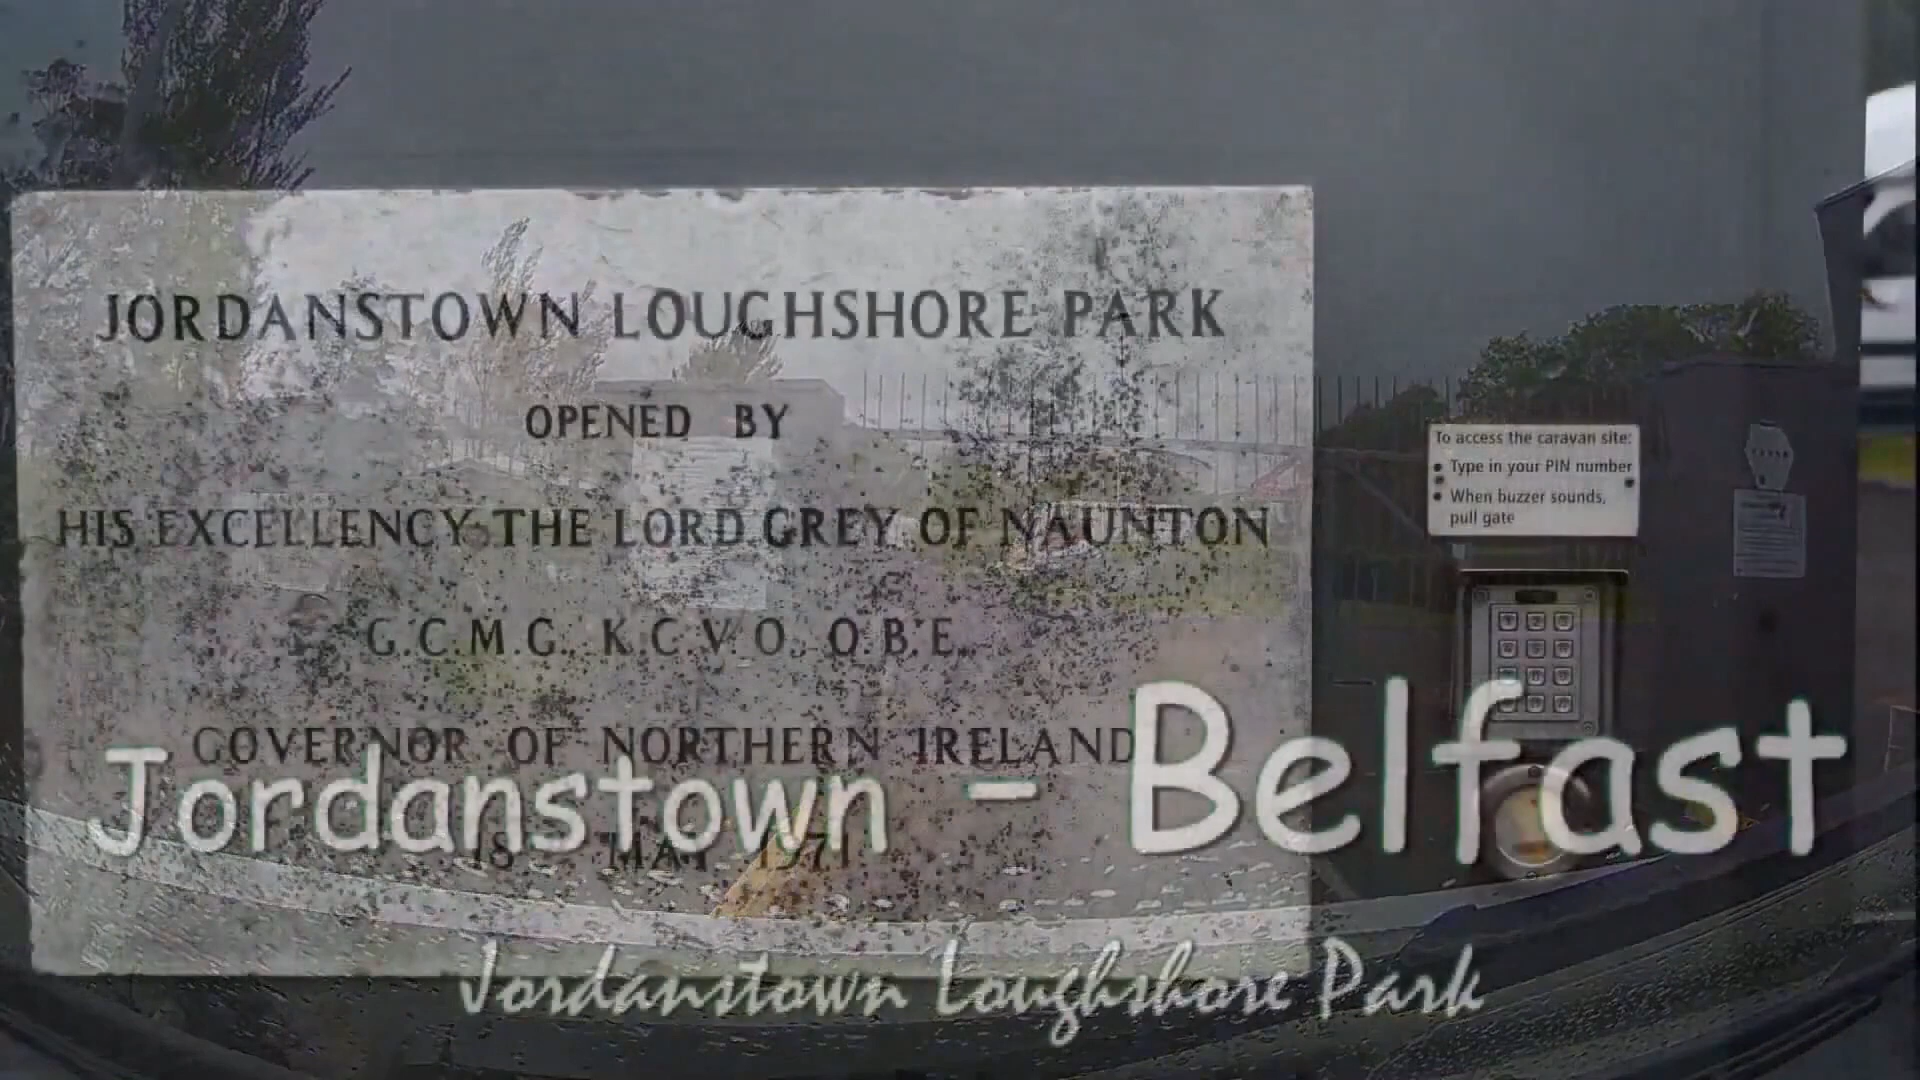 JORDANSTOWN LOUGHSHORE PARK
OPENED BY
HIS EXCELLENCY THE LORD GREY OF NAUNTON
G.C.M.G., K.C.V.O., O.B.E.,
GOVERNOR OF NORTHERN IRELAND
18TH MAY 1971
To access the caravan site:
• Type in your PIN number
• When buzzer sounds,
pull gate
Jordanstown - Belfast
Jordanstown Loughshore Park